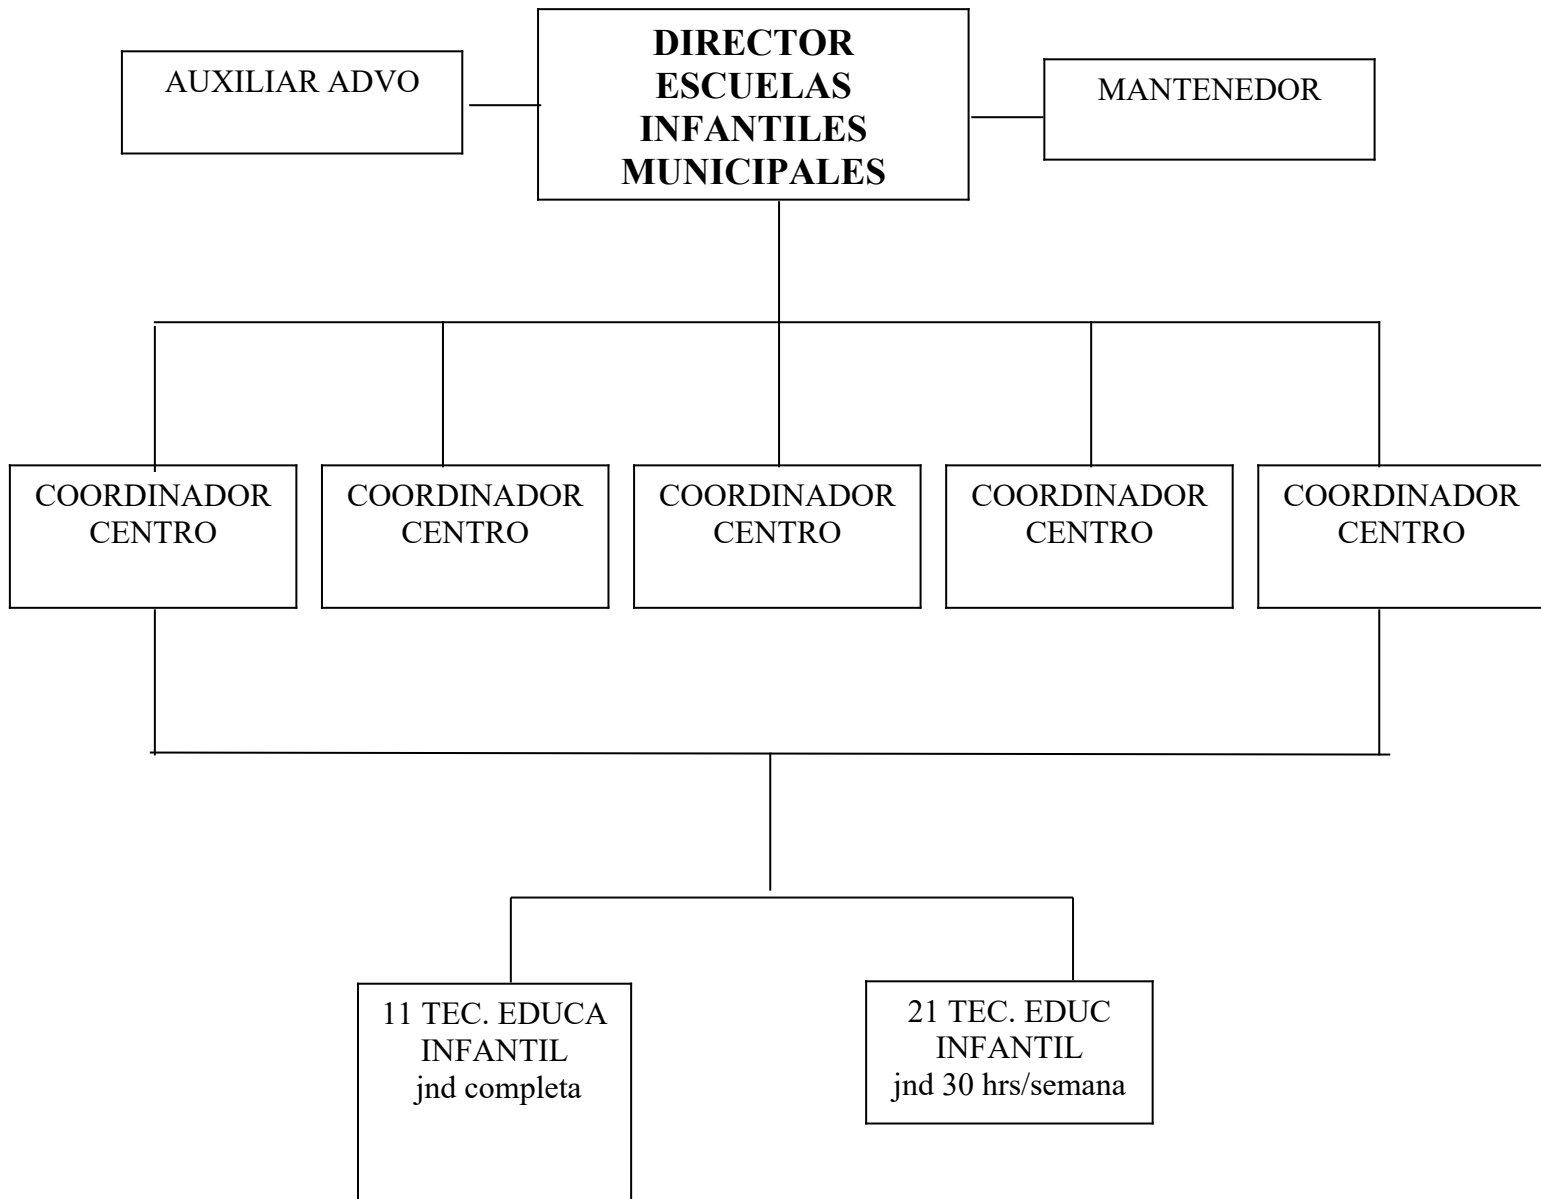 AUXILIAR ADVO
DIRECTOR
ESCUELAS
INFANTILES
MUNICIPALES
MANTENEDOR
COORDINADOR
CENTRO
COORDINADOR
CENTRO
COORDINADOR
CENTRO
COORDINADOR
CENTRO
COORDINADOR
CENTRO
11 TEC. EDUCA
INFANTIL
jnd completa
21 TEC. EDUC
INFANTIL
jnd 30 hrs/semana